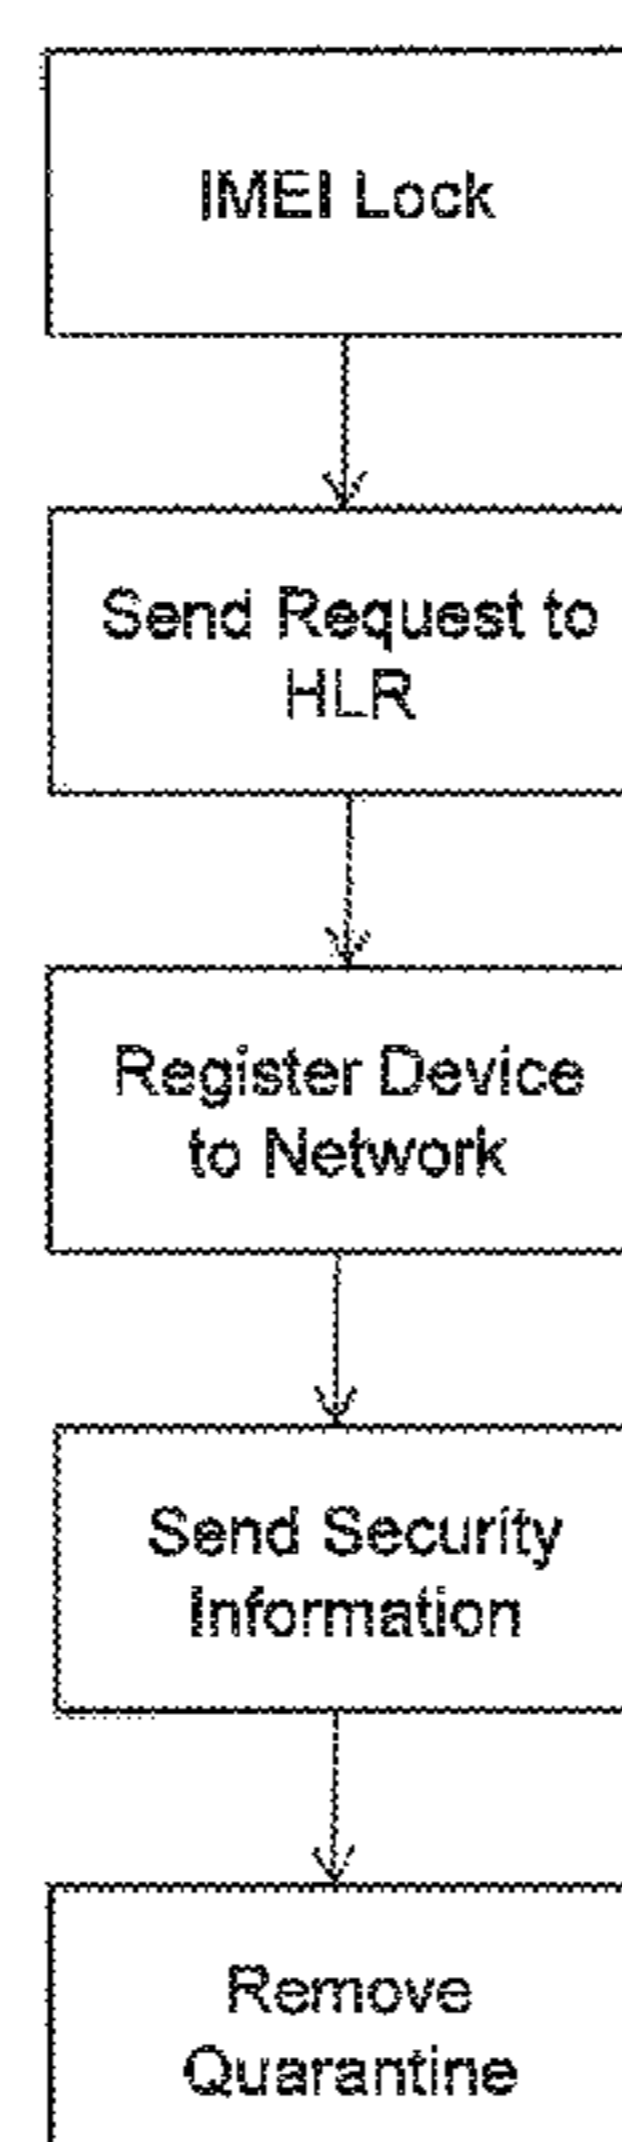 IMEI Lock
Send Request to
HLR
Register Device
to Network
Send Security
Information
Remove
Quarantine